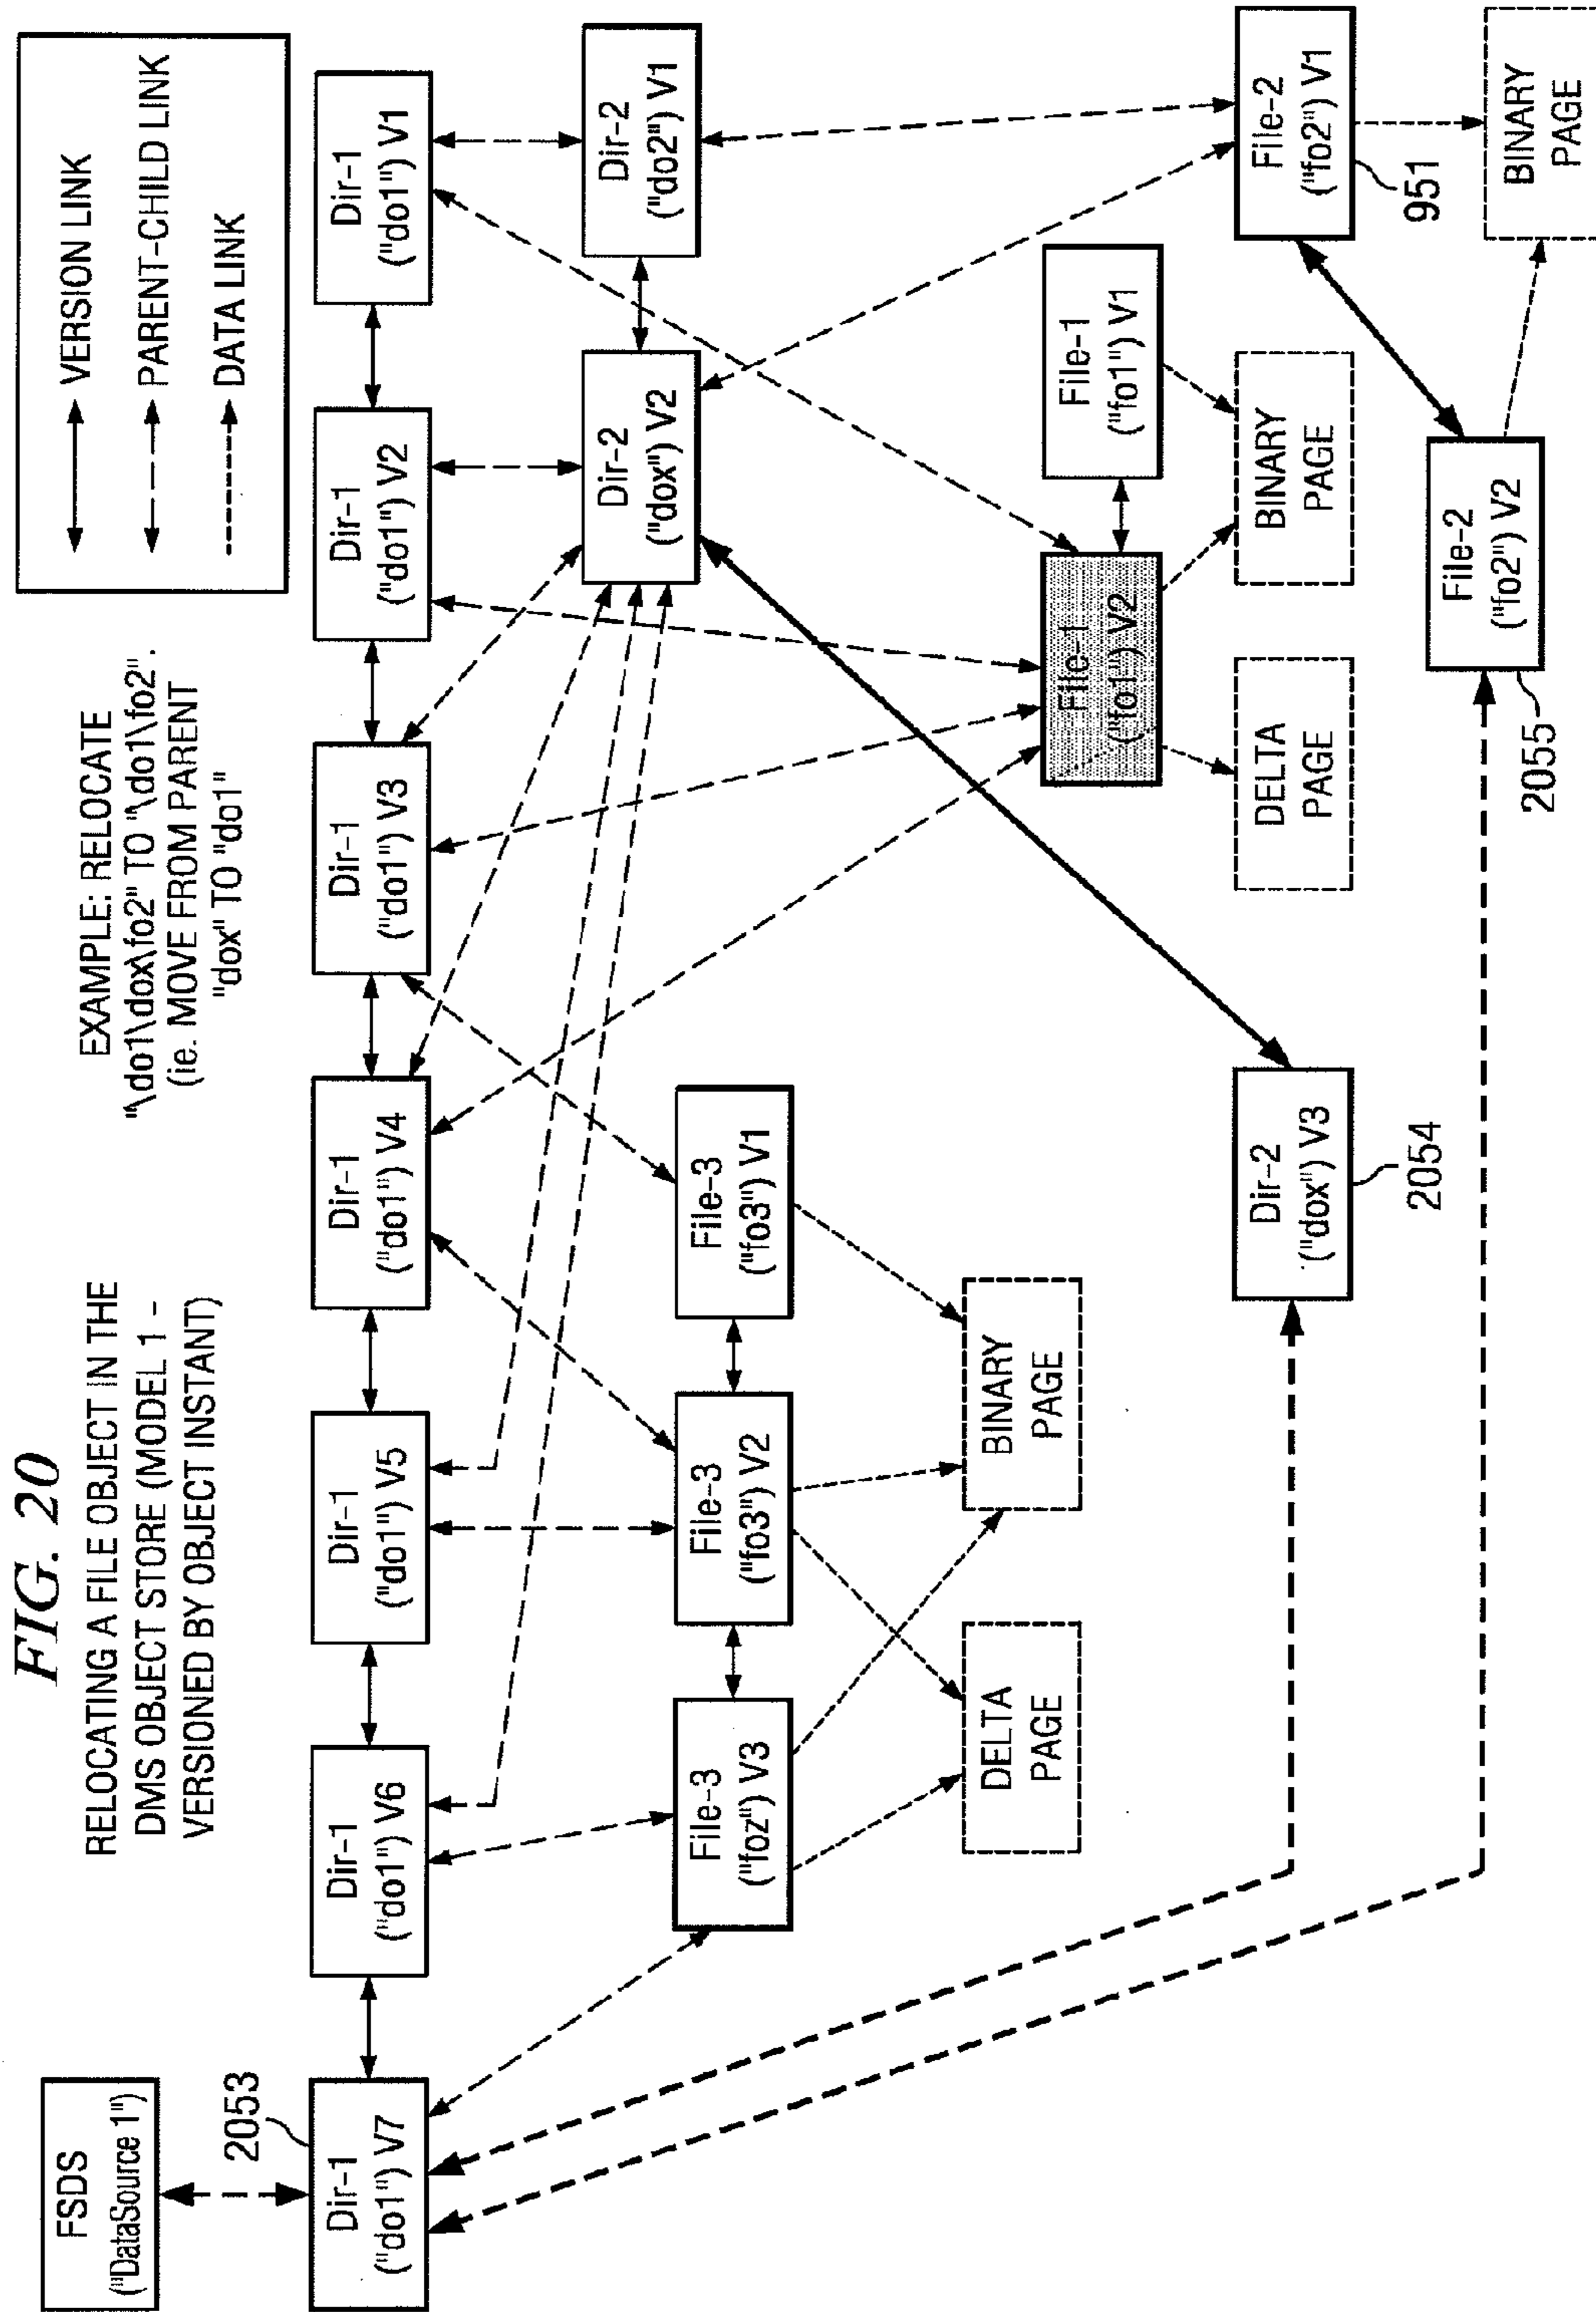 FIG. 20
RELOCATING A FILE OBJECT IN THE
DMS OBJECT STORE (MODEL 1 -
VERSIONED BY OBJECT INSTANT)
EXAMPLE: RELOCATE
"\do1\dox\fo2" TO "\do1\fo2".
(ie. MOVE FROM PARENT
"dox" TO "do1"
VERSION LINK
PARENT-CHILD LINK
DATA LINK
FSDS
("DataSource 1")
2053
Dir-1
("do1") V7
Dir-1
("do1") V6
Dir-1
("do1") V5
Dir-1
("do1") V4
Dir-1
("do1") V3
Dir-1
("do1") V2
Dir-1
("do1") V1
Dir-2
("dox") V2
Dir-2
("do2") V1
File-3
("foz") V3
File-3
("fo3") V2
File-3
("fo3") V1
DELTA
PAGE
BINARY
PAGE
File-1
("fo1") V2
File-1
("fo1") V1
DELTA
PAGE
BINARY
PAGE
Dir-2
("dox") V3
2054
File-2
("fo2") V1
951
File-2
("fo2") V2
2055
BINARY
PAGE